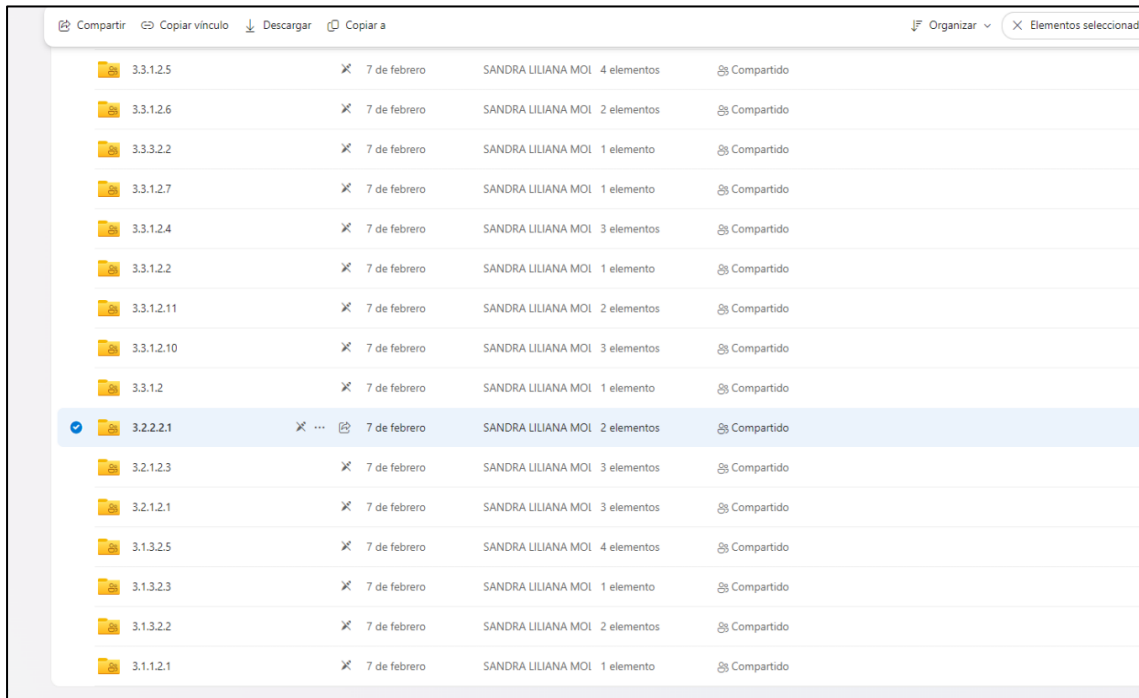 Compartir Copiar vínculo Descargar Copiar a Organizar Elementos seleccionad
3.3.1.2.5 7 de febrero SANDRA LILIANA MOL 4 elementos Compartido
3.3.1.2.6 7 de febrero SANDRA LILIANA MOL 2 elementos Compartido
3.3.3.2.2 7 de febrero SANDRA LILIANA MOL 1 elemento Compartido
3.3.1.2.7 7 de febrero SANDRA LILIANA MOL 1 elemento Compartido
3.3.1.2.4 7 de febrero SANDRA LILIANA MOL 3 elementos Compartido
3.3.1.2.2 7 de febrero SANDRA LILIANA MOL 1 elemento Compartido
3.3.1.2.11 7 de febrero SANDRA LILIANA MOL 2 elementos Compartido
3.3.1.2.10 7 de febrero SANDRA LILIANA MOL 3 elementos Compartido
3.3.1.2 7 de febrero SANDRA LILIANA MOL 1 elemento Compartido
3.2.2.2.1 7 de febrero SANDRA LILIANA MOL 2 elementos Compartido
3.2.1.2.3 7 de febrero SANDRA LILIANA MOL 3 elementos Compartido
3.2.1.2.1 7 de febrero SANDRA LILIANA MOL 3 elementos Compartido
3.1.3.2.5 7 de febrero SANDRA LILIANA MOL 4 elementos Compartido
3.1.3.2.3 7 de febrero SANDRA LILIANA MOL 1 elemento Compartido
3.1.3.2.2 7 de febrero SANDRA LILIANA MOL 2 elementos Compartido
3.1.1.2.1 7 de febrero SANDRA LILIANA MOL 1 elemento Compartido